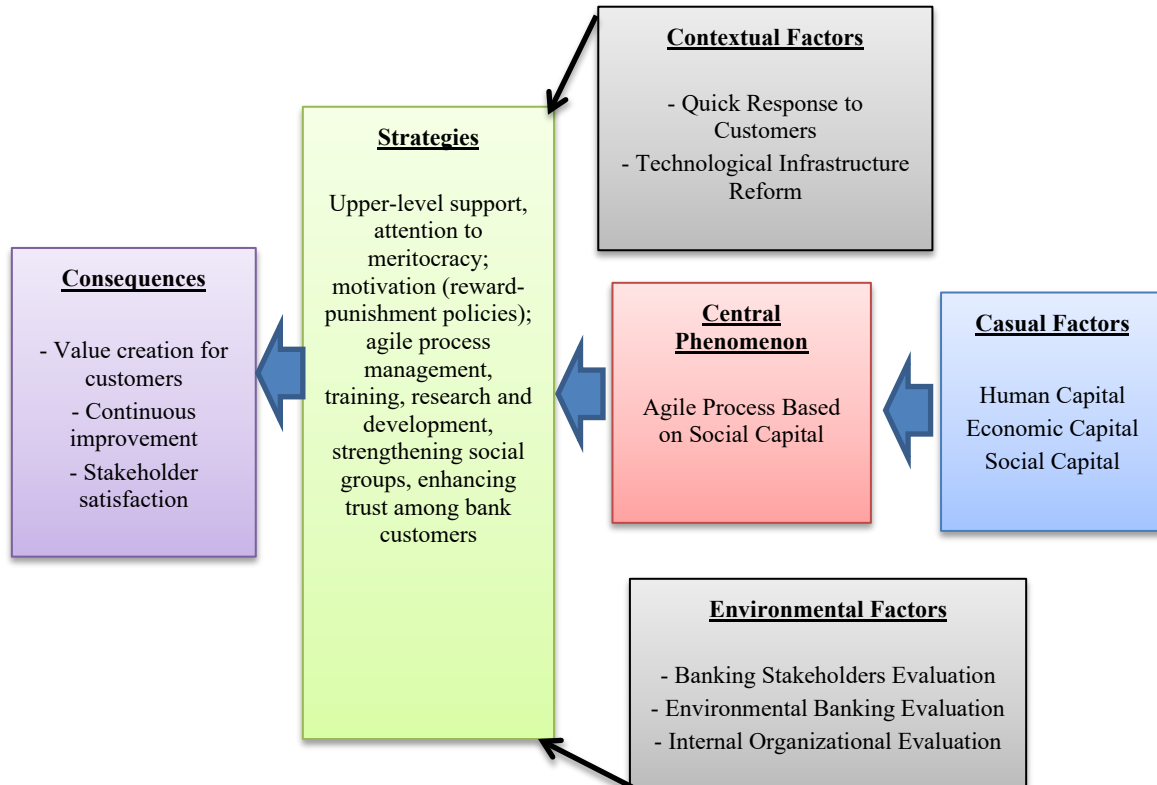 Contextual Factors
- Quick Response to
Customers
- Technological Infrastructure
Reform
Strategies
Upper-level support,
attention to
meritocracy;
motivation (reward-
punishment policies);
agile process
management,
training, research and
development,
strengthening social
groups, enhancing
trust among bank
customers
Consequences
- Value creation for
customers
- Continuous
improvement
- Stakeholder
satisfaction
Central
Phenomenon
Agile Process Based
on Social Capital
Casual Factors
Human Capital
Economic Capital
Social Capital
Environmental Factors
- Banking Stakeholders Evaluation
- Environmental Banking Evaluation
- Internal Organizational Evaluation